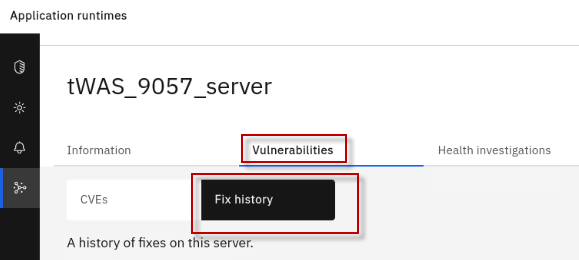 Application runtimes
tWAS_9057_server
Information
Vulnerabilities
Health investigations
CVEs
Fix history
A history of fixes on this server.